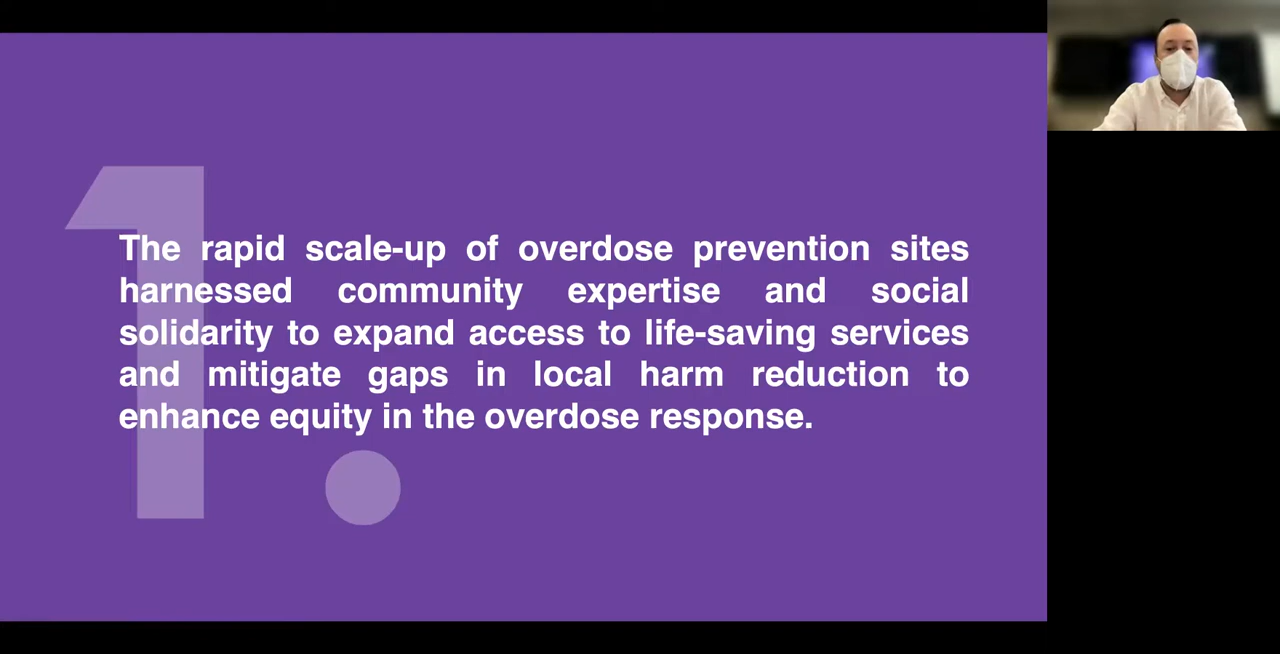 1.
The rapid scale-up of overdose prevention sites
harnessed community expertise and social
solidarity to expand access to life-saving services
and mitigate gaps in local harm reduction to
enhance equity in the overdose response.